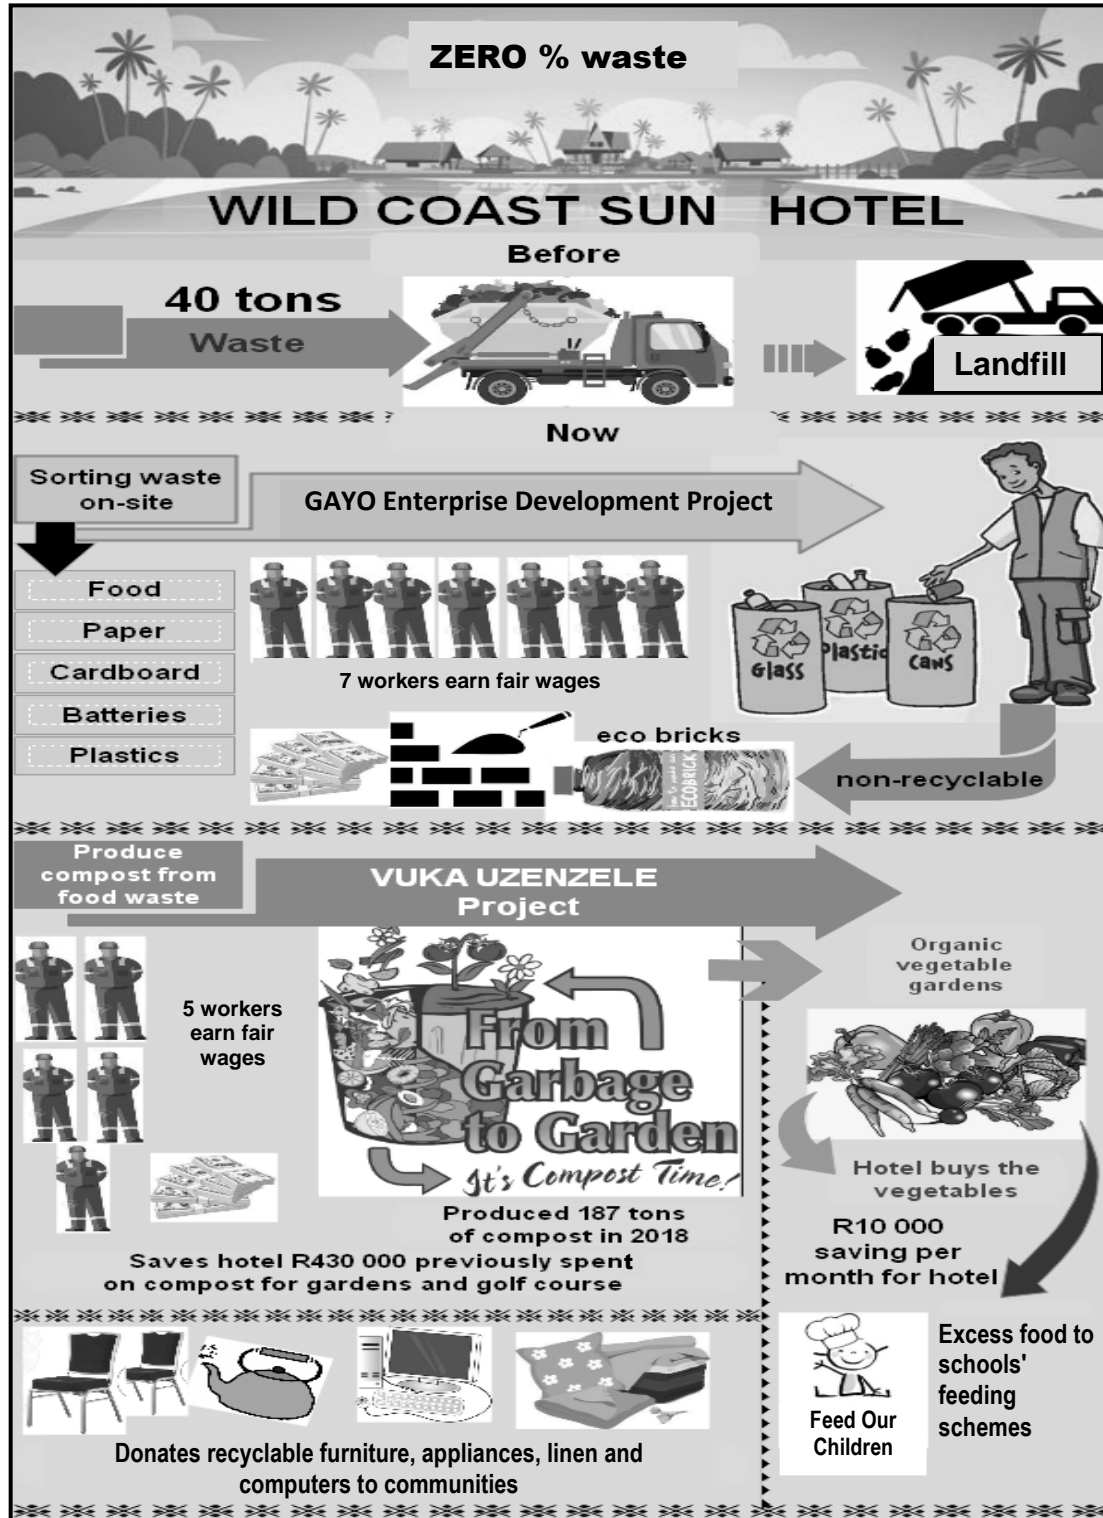 ZERO % waste
WILD COAST SUN HOTEL
Before
40 tons
Waste
Landfill
Now
Sorting waste
on-site
GAYO Enterprise Development Project
Food
Paper
Cardboard
Batteries
Plastics
7 workers earn fair wages
Glass
Plastic
Cans
eco bricks
ECOBRICK
non-recyclable
Produce
compost from
food waste
VUKA UZENZELE
Project
5 workers
earn fair
wages
From
Garbage
to Garden
It's Compost Time!
Produced 187 tons
of compost in 2018
Saves hotel R430 000 previously spent
on compost for gardens and golf course
Organic
vegetable
gardens
Hotel buys the
vegetables
R10 000
saving per
month for hotel
Feed Our
Children
Excess food to
schools'
feeding
schemes
Donates recyclable furniture, appliances, linen and
computers to communities